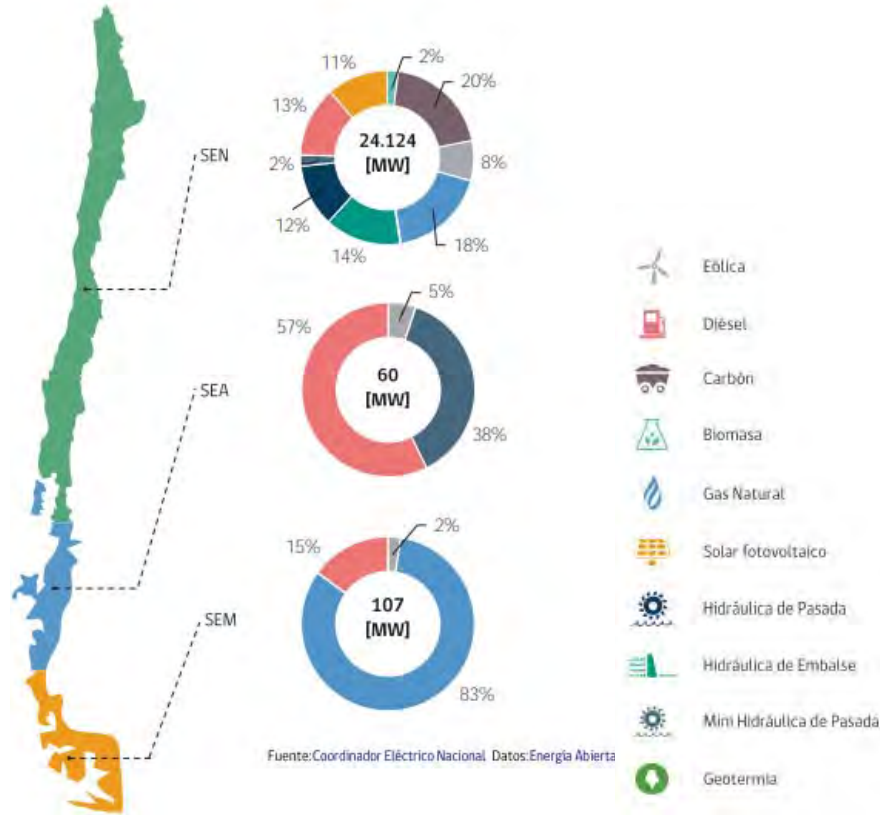 2%
11%
20%
13%
24.124
[MW]
SEN
2%
8%
12%
18%
14%
5%
57%
60
[MW]
SEA
38%
2%
15%
107
[MW]
SEM
83%
Fuente:Coordinador Eléctrico Nacional Datos:Energía Abierta
Eólica
Diésel
Carbón
Biomasa
Gas Natural
Solar fotovoltaico
Hidráulica de Pasada
Hidráulica de Embalse
Mini Hidráulica de Pasada
Geotermia